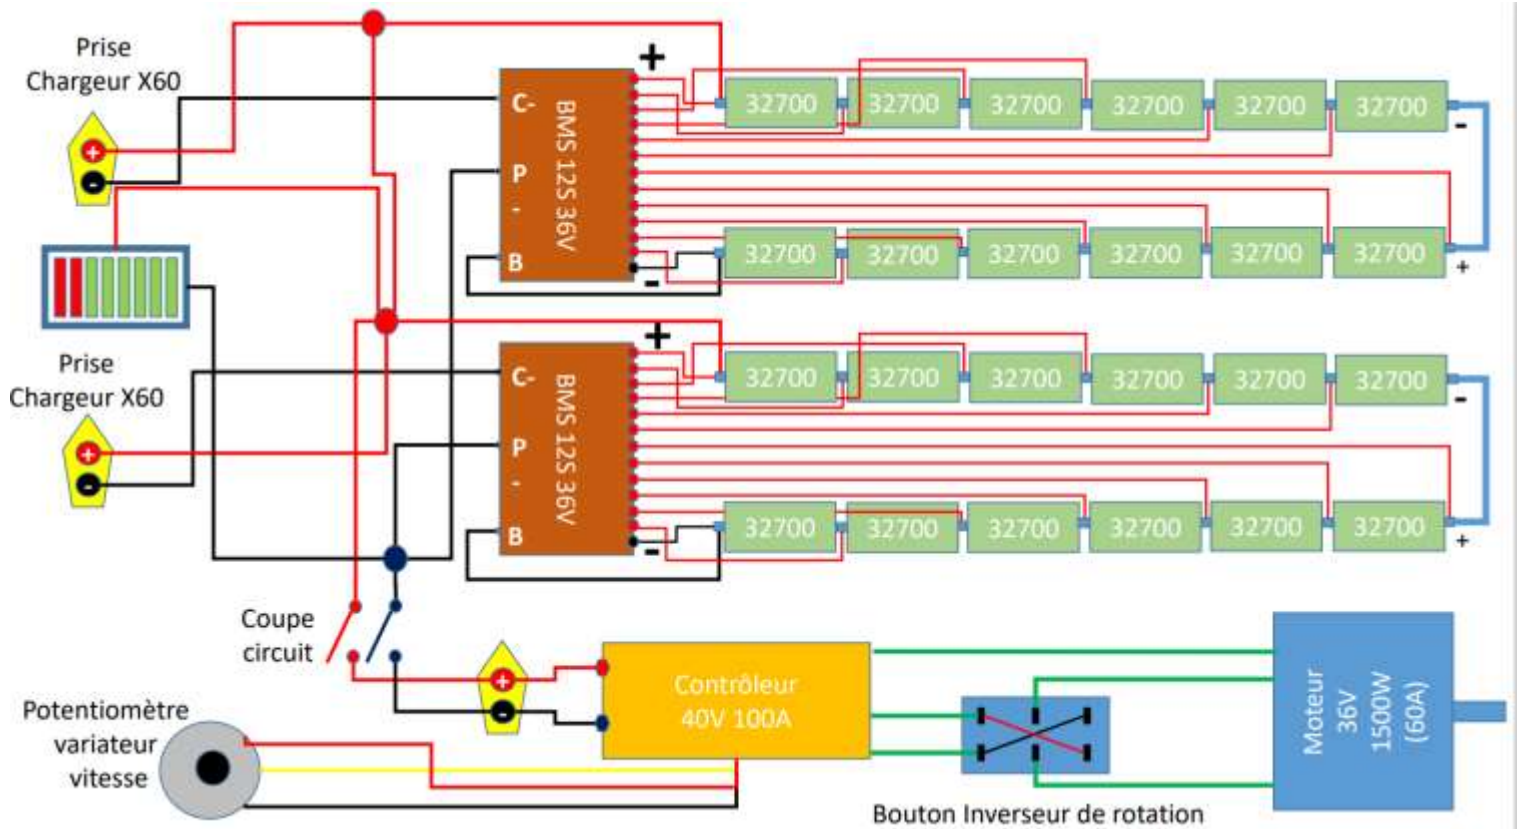 Prise
Chargeur X60
+
-
C-
P
-
B
BMS 12S 36V
+
-
32700 32700 32700 32700 32700 32700
-
32700 32700 32700 32700 32700 32700
+
Prise
Chargeur X60
+
-
C-
P
-
B
BMS 12S 36V
+
-
32700 32700 32700 32700 32700 32700
-
32700 32700 32700 32700 32700 32700
+
Coupe
circuit
+
-
Contrôleur
40V 100A
Moteur
36V
1500W
(60A)
Potentiomètre
variateur
vitesse
Bouton Inverseur de rotation